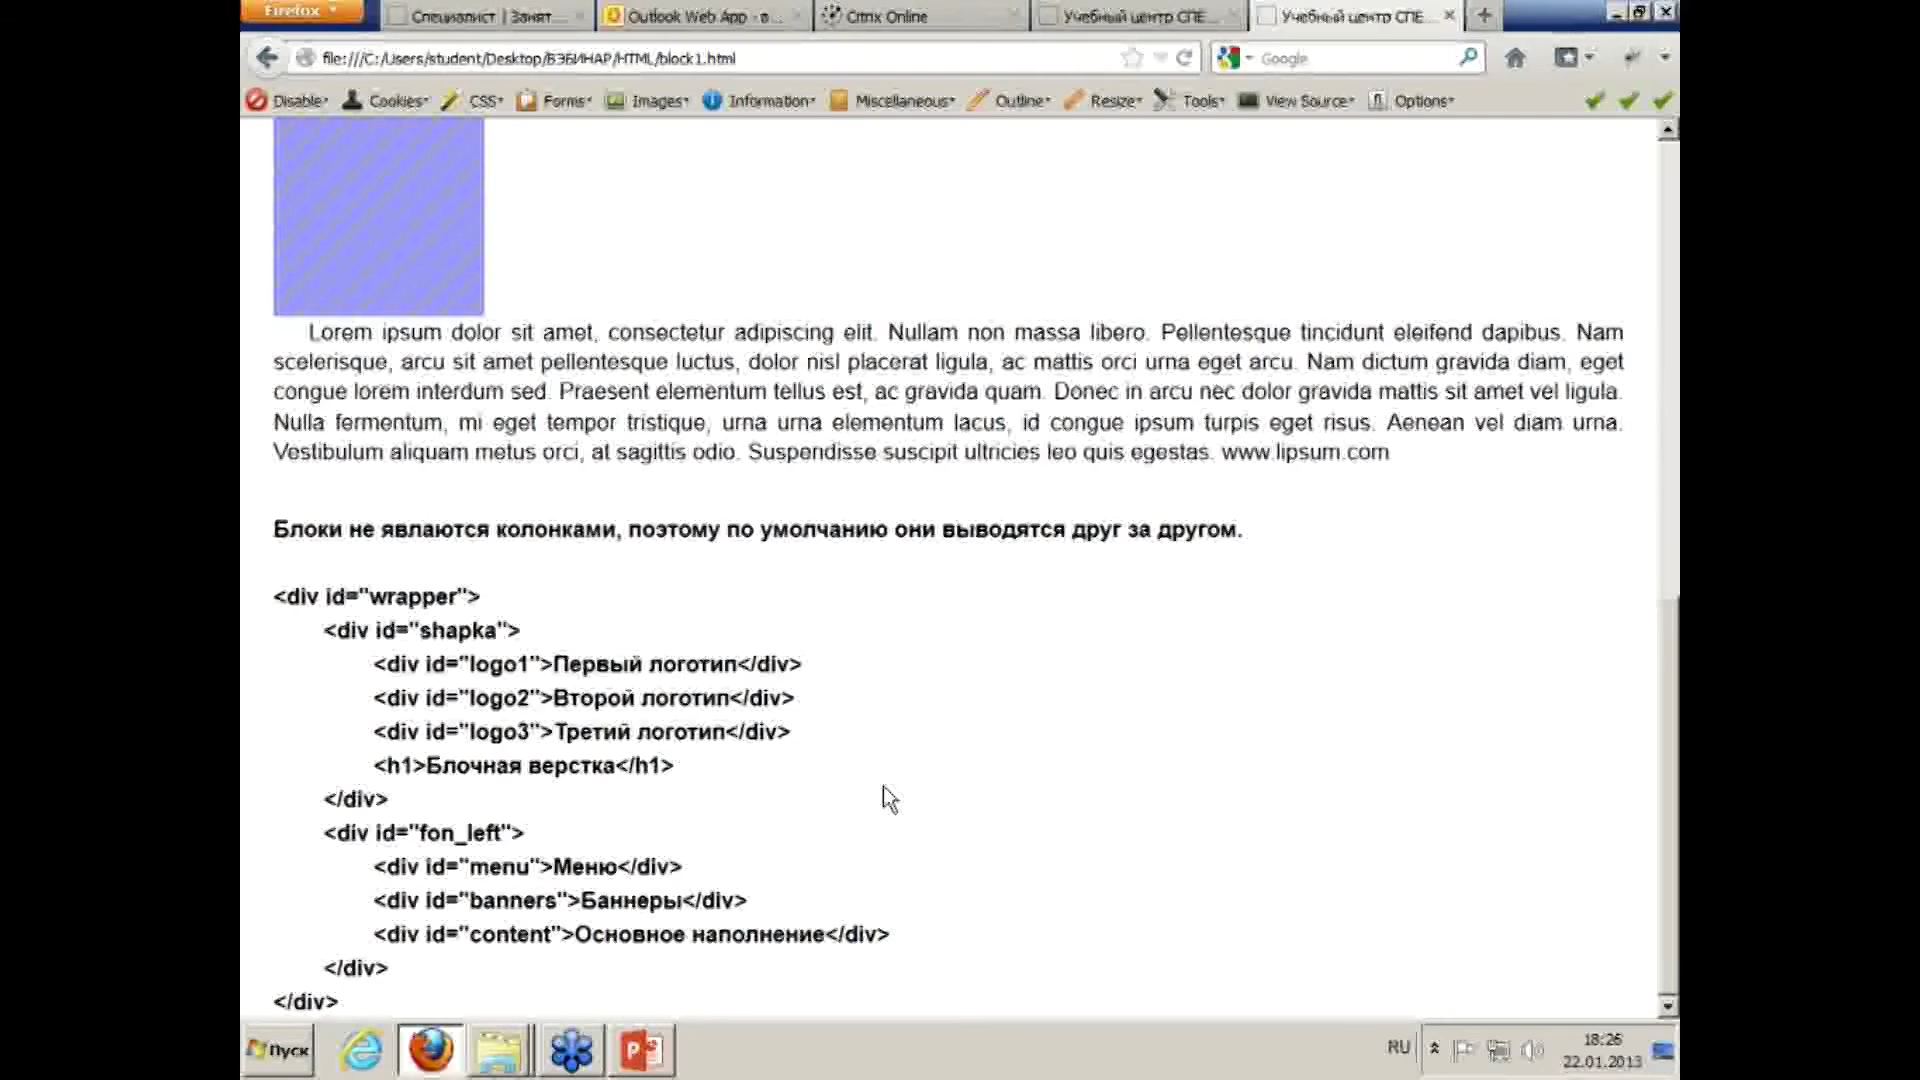 Firefox
Специалист | Занят...
Outlook Web App - в...
Citrix Online
Учебный центр СПЕ...
Учебный центр СПЕ...
file:///C:/Users/student/Desktop/ВЭБИНАР/HTML/block1.html
Google
Disable
Cookies
CSS
Forms
Images
Information
Miscellaneous
Outline
Resize
Tools
View Source
Options
Lorem ipsum dolor sit amet, consectetur adipiscing elit. Nullam non massa libero. Pellentesque tincidunt eleifend dapibus. Nam
scelerisque, arcu sit amet pellentesque luctus, dolor nisl placerat ligula, ac mattis orci urna eget arcu. Nam dictum gravida diam, eget
congue lorem interdum sed. Praesent elementum tellus est, ac gravida quam. Donec in arcu nec dolor gravida mattis sit amet vel ligula.
Nulla fermentum, mi eget tempor tristique, urna urna elementum lacus, id congue ipsum turpis eget risus. Aenean vel diam urna.
Vestibulum aliquam metus orci, at sagittis odio. Suspendisse suscipit ultricies leo quis egestas. www.lipsum.com
Блоки не явлаются колонками, поэтому по умолчанию они выводятся друг за другом.
<div id="wrapper">
<div id="shapka">
<div id="logo1">Первый логотип</div>
<div id="logo2">Второй логотип</div>
<div id="logo3">Третий логотип</div>
<h1>Блочная верстка</h1>
</div>
<div id="fon_left">
<div id="menu">Меню</div>
<div id="banners">Баннеры</div>
<div id="content">Основное наполнение</div>
</div>
</div>
Пуск
RU
18:26
22.01.2013